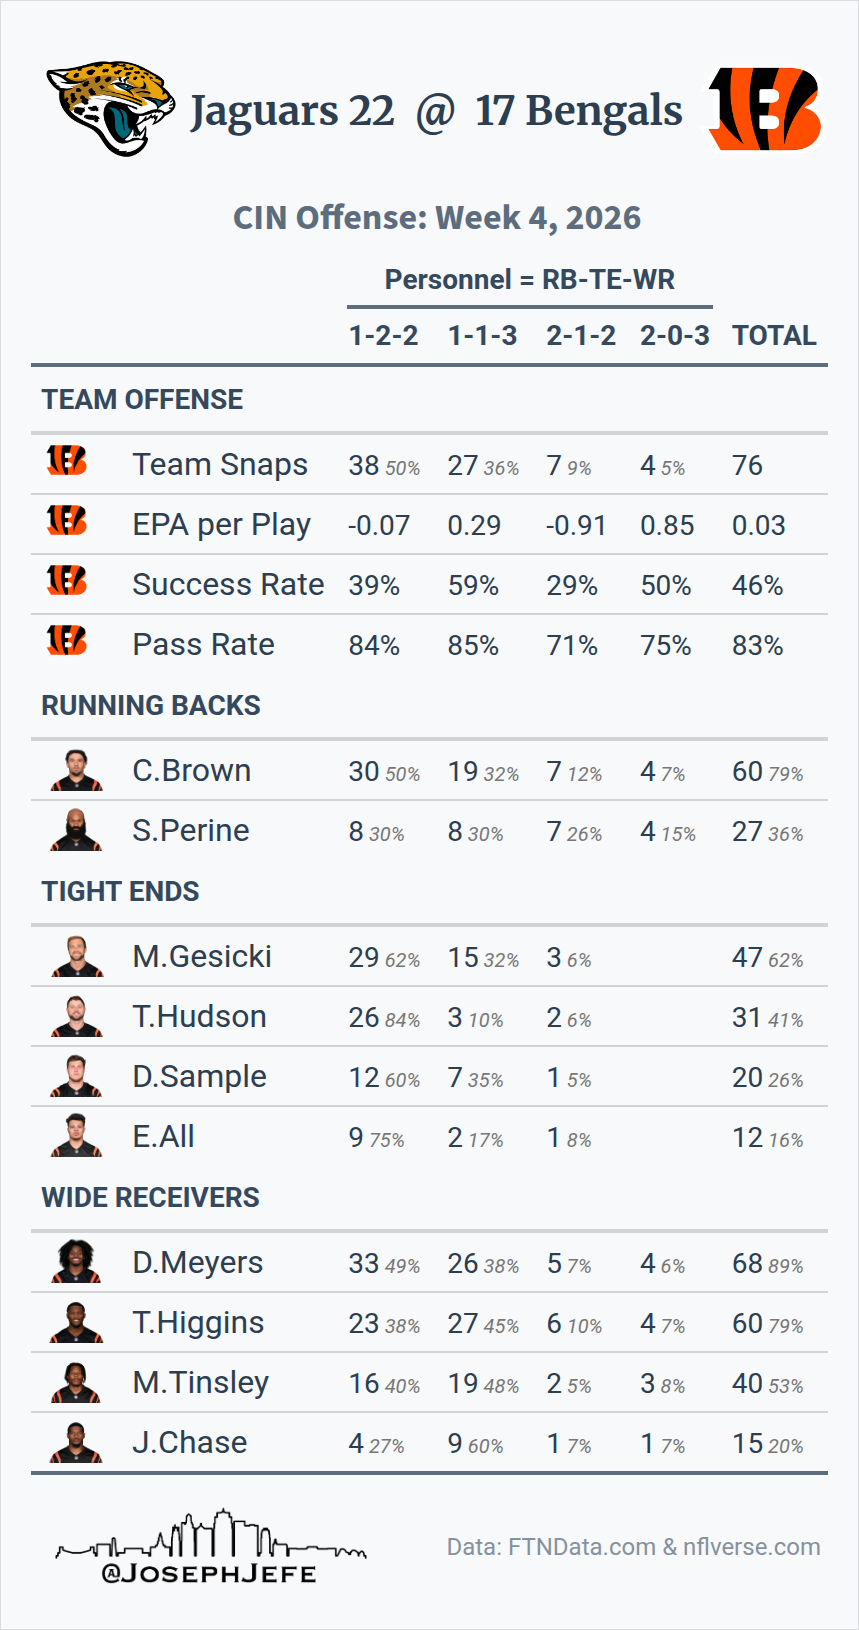 Jaguars 22 @ 17 Bengals
CIN Offense: Week 4, 2026
Personnel = RB-TE-WR
1-2-2 1-1-3 2-1-2 2-0-3 TOTAL
TEAM OFFENSE
Team Snaps 38 50% 27 36% 7 9% 4 5% 76
EPA per Play -0.07 0.29 -0.91 0.85 0.03
Success Rate 39% 59% 29% 50% 46%
Pass Rate 84% 85% 71% 75% 83%
RUNNING BACKS
C.Brown 30 50% 19 32% 7 12% 4 7% 60 79%
S.Perine 8 30% 8 30% 7 26% 4 15% 27 36%
TIGHT ENDS
M.Gesicki 29 62% 15 32% 3 6% 47 62%
T.Hudson 26 84% 3 10% 2 6% 31 41%
D.Sample 12 60% 7 35% 1 5% 20 26%
E.All 9 75% 2 17% 1 8% 12 16%
WIDE RECEIVERS
D.Meyers 33 49% 26 38% 5 7% 4 6% 68 89%
T.Higgins 23 38% 27 45% 6 10% 4 7% 60 79%
M.Tinsley 16 40% 19 48% 2 5% 3 8% 40 53%
J.Chase 4 27% 9 60% 1 7% 1 7% 15 20%
@JosephJefe
Data: FTNData.com & nflverse.com